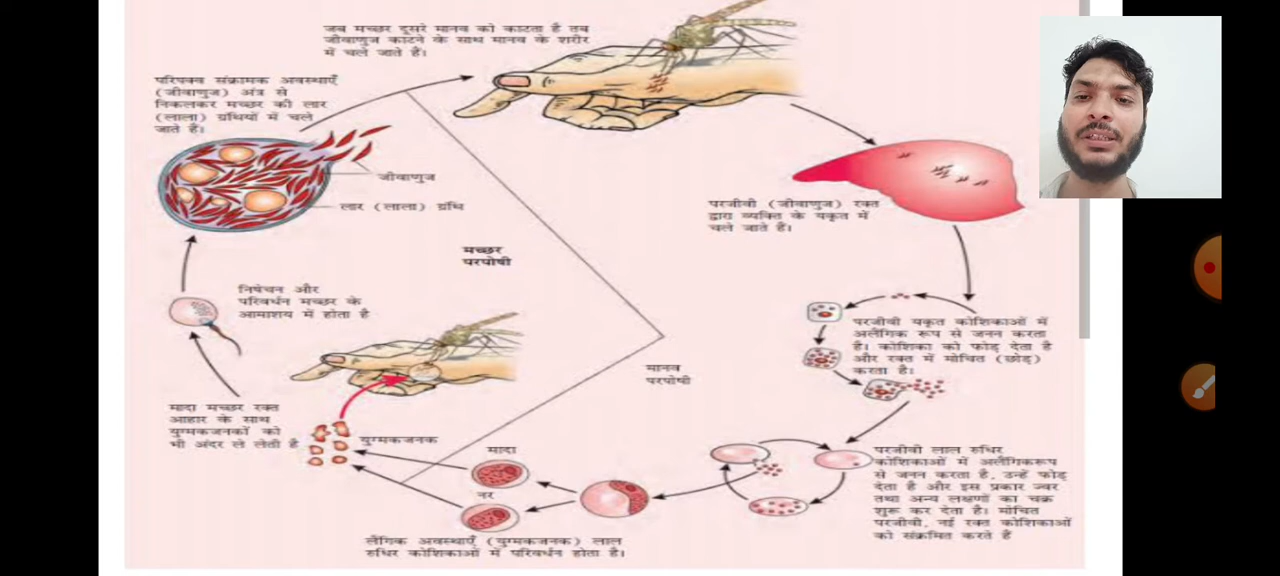 जब मच्छर दूसरे मानव को काटता है तब
जीवाणुज काटने के साथ मानव के शरीर
में चले जाते हैं।
परिपक्व संक्रामक अवस्थाएँ
(जीवाणुज) अंत्र से
निकलकर मच्छर की लार
(लाला) ग्रंथियों में चले
जाते हैं।
जीवाणुज
लार (लाला) ग्रंथि
परजीवी (जीवाणुज) रक्त
द्वारा व्यक्ति के यकृत में
चले जाते हैं।
मच्छर
परपोषी
निषेचन और
परिवर्धन मच्छर के
आमाशय में होता है
परजीवी यकृत कोशिकाओं में
अलैंगिक रूप से जनन करता
है। कोशिका को फोड़ देता है
और रक्त में मोचित (छोड़)
करता है।
मानव
परपोषी
मादा मच्छर रक्त
आहार के साथ
युग्मकजनकों को
भी अंदर ले लेती है
युग्मकजनक
मादा
नर
परजीवी लाल रुधिर
कोशिकाओं में अलैंगिकरूप
से जनन करता है, उन्हें फोड़
देता है और इस प्रकार ज्वर
तथा अन्य लक्षणों का चक्र
शुरू कर देता है। मोचित
परजीवी, नई रक्त कोशिकाओं
को संक्रमित करते हैं
लैंगिक अवस्थाएँ (युग्मकजनक) लाल
रुधिर कोशिकाओं में परिवर्धन होता है।